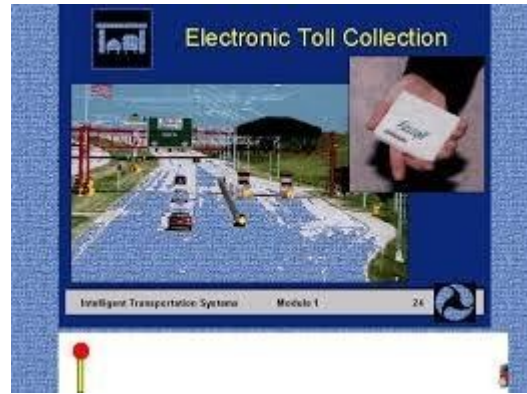 Electronic Toll Collection
Intelligent Transportation Systems Module 1 24